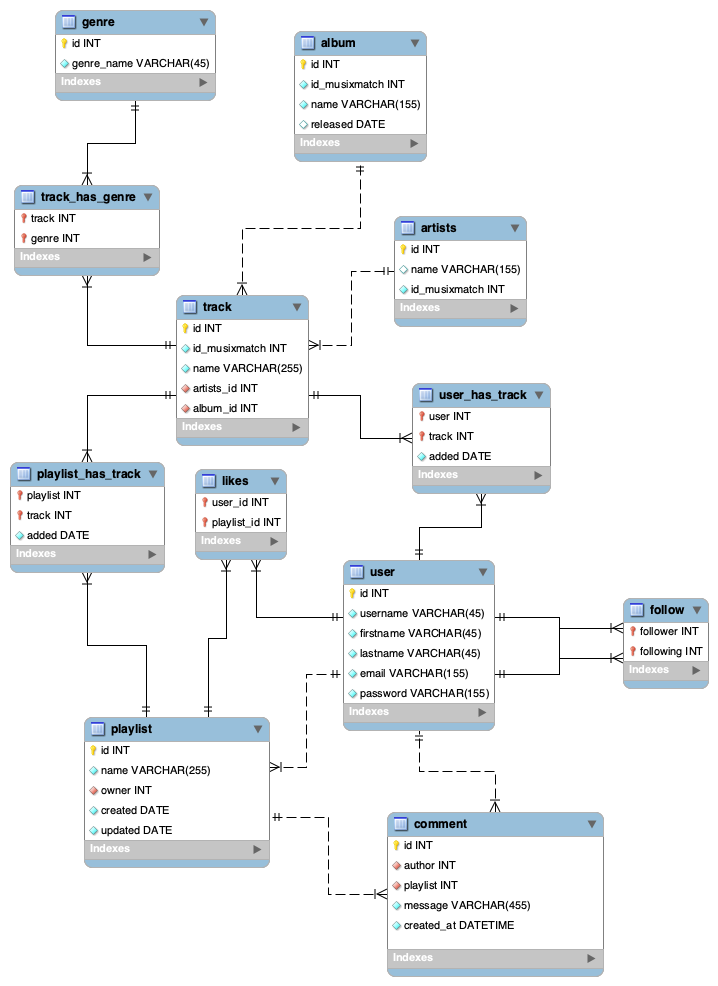 genre
id INT
genre_name VARCHAR(45)
Indexes
album
id INT
id_musixmatch INT
name VARCHAR(155)
released DATE
Indexes
track_has_genre
track INT
genre INT
Indexes
artists
id INT
name VARCHAR(155)
id_musixmatch INT
Indexes
track
id INT
id_musixmatch INT
name VARCHAR(255)
artists_id INT
album_id INT
Indexes
user_has_track
user INT
track INT
added DATE
Indexes
playlist_has_track
playlist INT
track INT
added DATE
Indexes
likes
user_id INT
playlist_id INT
Indexes
user
id INT
username VARCHAR(45)
firstname VARCHAR(45)
lastname VARCHAR(45)
email VARCHAR(155)
password VARCHAR(155)
Indexes
follow
follower INT
following INT
Indexes
playlist
id INT
name VARCHAR(255)
owner INT
created DATE
updated DATE
Indexes
comment
id INT
author INT
playlist INT
message VARCHAR(455)
created_at DATETIME
Indexes